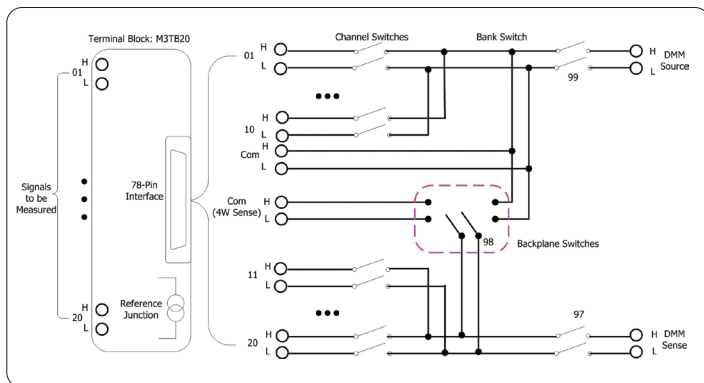 Terminal Block: M3TB20
H
01
L
Signals
to be
Measured
78-Pin
Interface
Reference
Junction
H
20
L
Channel Switches
Bank Switch
01
H
L
10
H
L
Com
H
L
Com
(4W Sense)
H
L
11
H
L
20
H
L
H DMM
L Source
99
98
Backplane Switches
97
H DMM
L Sense